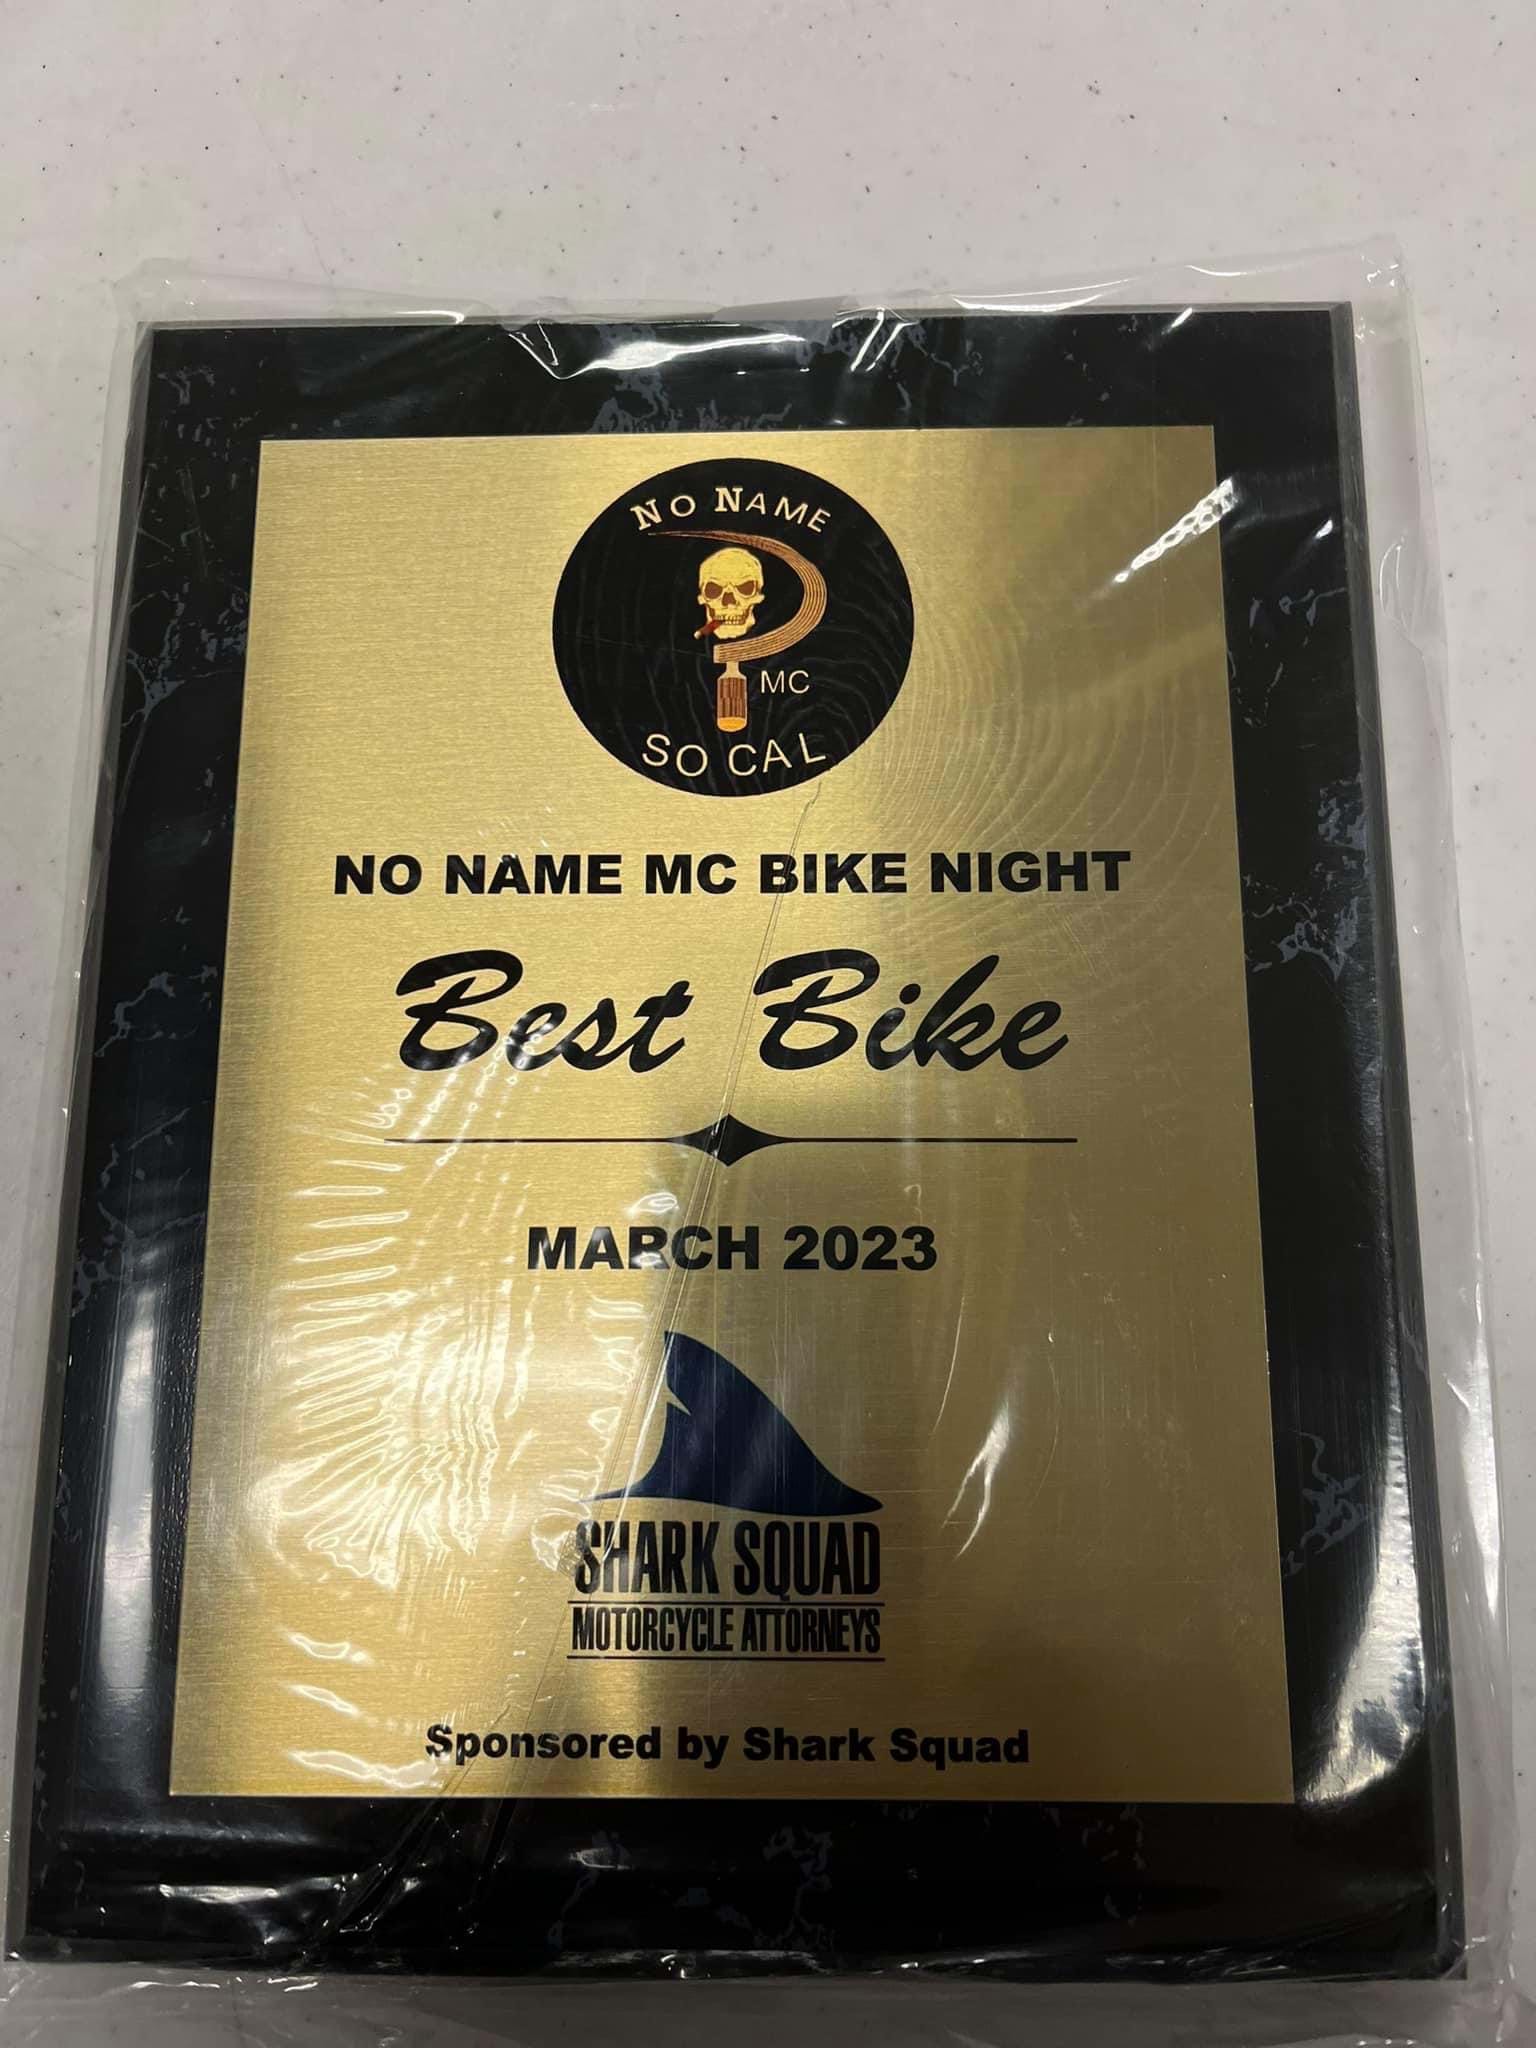 No Name
MC
SO CAL
NO NAME MC BIKE NIGHT
Best Bike
MARCH 2023
SHARK SQUAD
MOTORCYCLE ATTORNEYS
Sponsored by Shark Squad